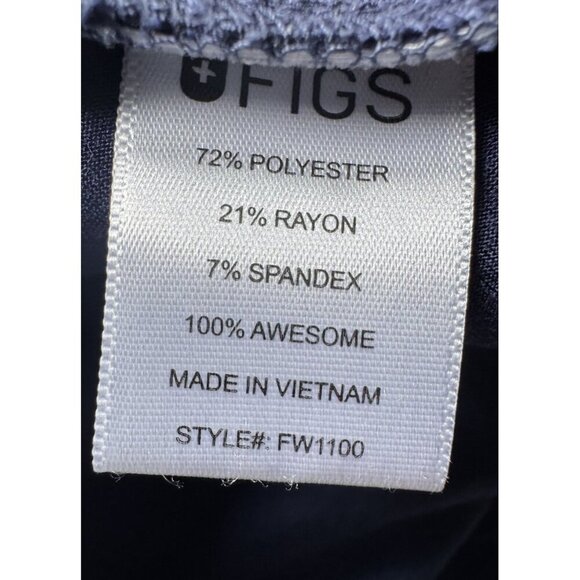 FIGS
72% POLYESTER
21% RAYON
7% SPANDEX
100% AWESOME
MADE IN VIETNAM
STYLE#: FW1100